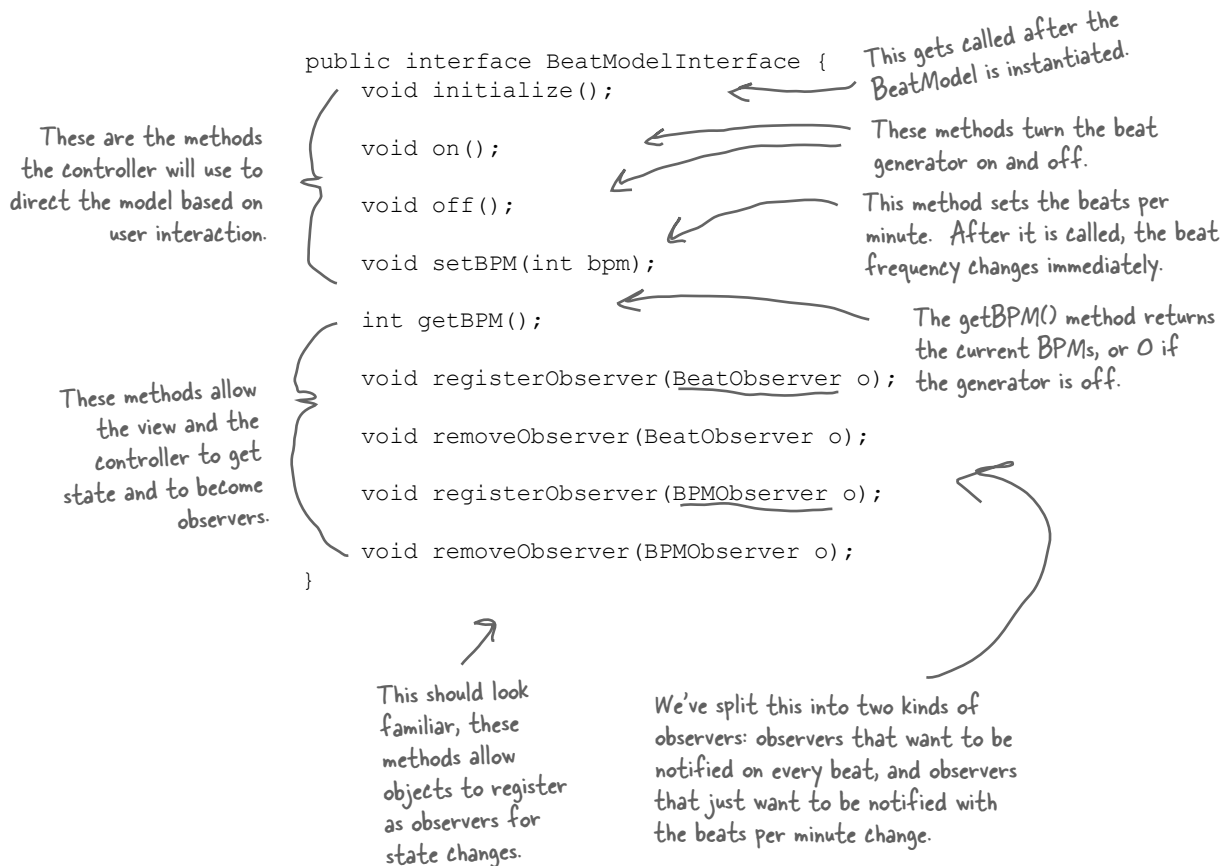 public interface BeatModelInterface {
void initialize();
void on();
void off();
void setBPM(int bpm);
int getBPM();
void registerObserver(BeatObserver o);
void removeObserver(BeatObserver o);
void registerObserver(BPMObserver o);
void removeObserver(BPMObserver o);
}
These are the methods
the controller will use to
direct the model based on
user interaction.
These methods allow
the view and the
controller to get
state and to become
observers.
This gets called after the
BeatModel is instantiated.
These methods turn the beat
generator on and off.
This method sets the beats per
minute. After it is called, the beat
frequency changes immediately.
The getBPM() method returns
the current BPMs, or 0 if
the generator is off.
This should look
familiar, these
methods allow
objects to register
as observers for
state changes.
We've split this into two kinds of
observers: observers that want to be
notified on every beat, and observers
that just want to be notified with
the beats per minute change.